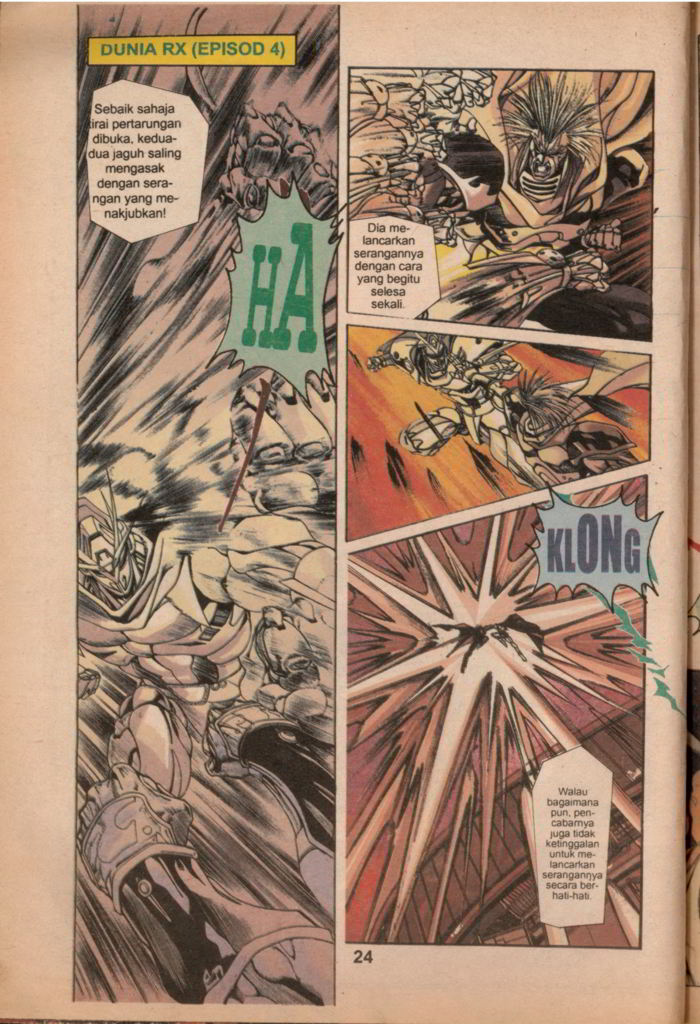 DUNIA RX (EPISOD 4)
Sebaik sahaja
tirai pertarungan
dibuka, kedua-
dua jaguh saling
mengasak
dengan sera-
ngan yang me-
nakjubkan!
HA
Dia me-
lancarkan
serangannya
dengan cara
yang begitu
selesa
sekali.
KLONG
Walau
bagaimana
pun, pen-
cabarnya
juga tidak
ketinggalan
untuk me-
lancarkan
serangannya
secara ber-
hati-hati.
24